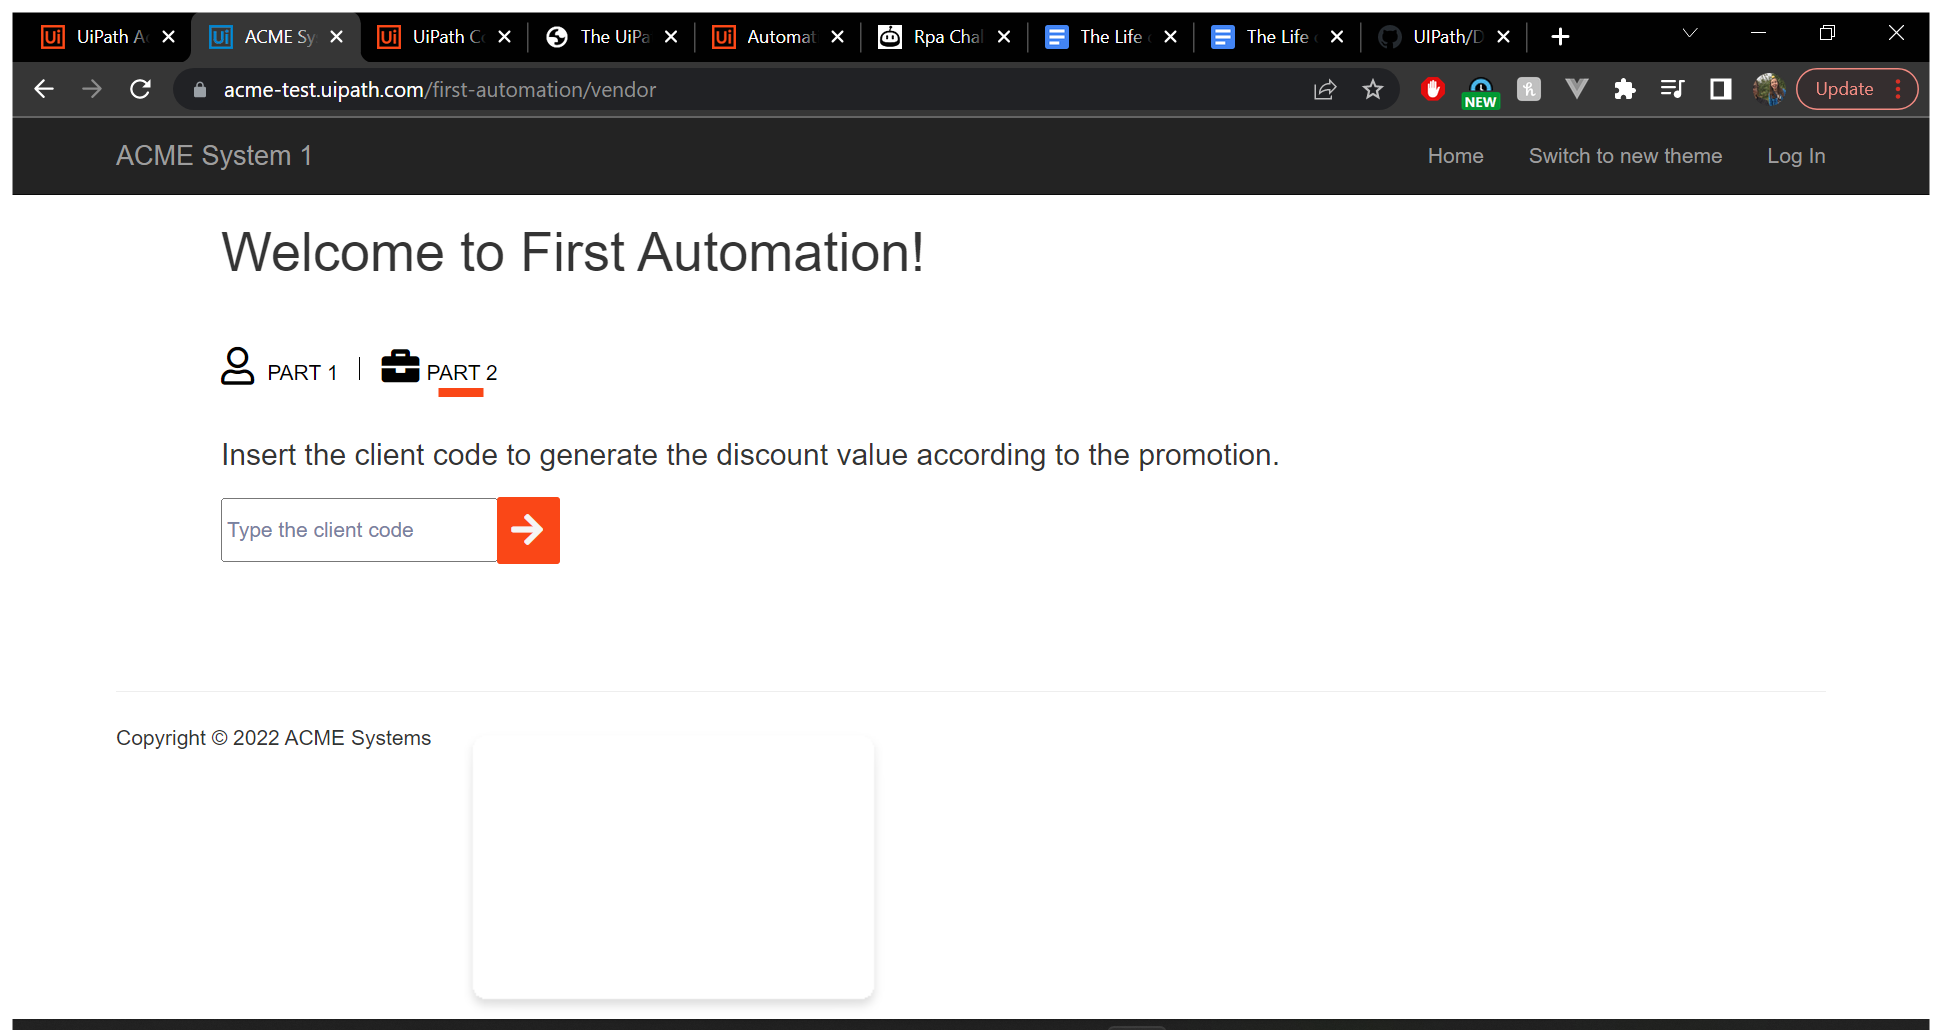 Ui UiPath A
Ui ACME Sy
Ui UiPath C
The UiPa
Ui Automat
Rpa Chal
The Life
The Life
UIPath/D
acme-test.uipath.com/first-automation/vendor
NEW
Update
ACME System 1
Home Switch to new theme Log In
Welcome to First Automation!
PART 1 | PART 2
Insert the client code to generate the discount value according to the promotion.
Type the client code
Copyright © 2022 ACME Systems